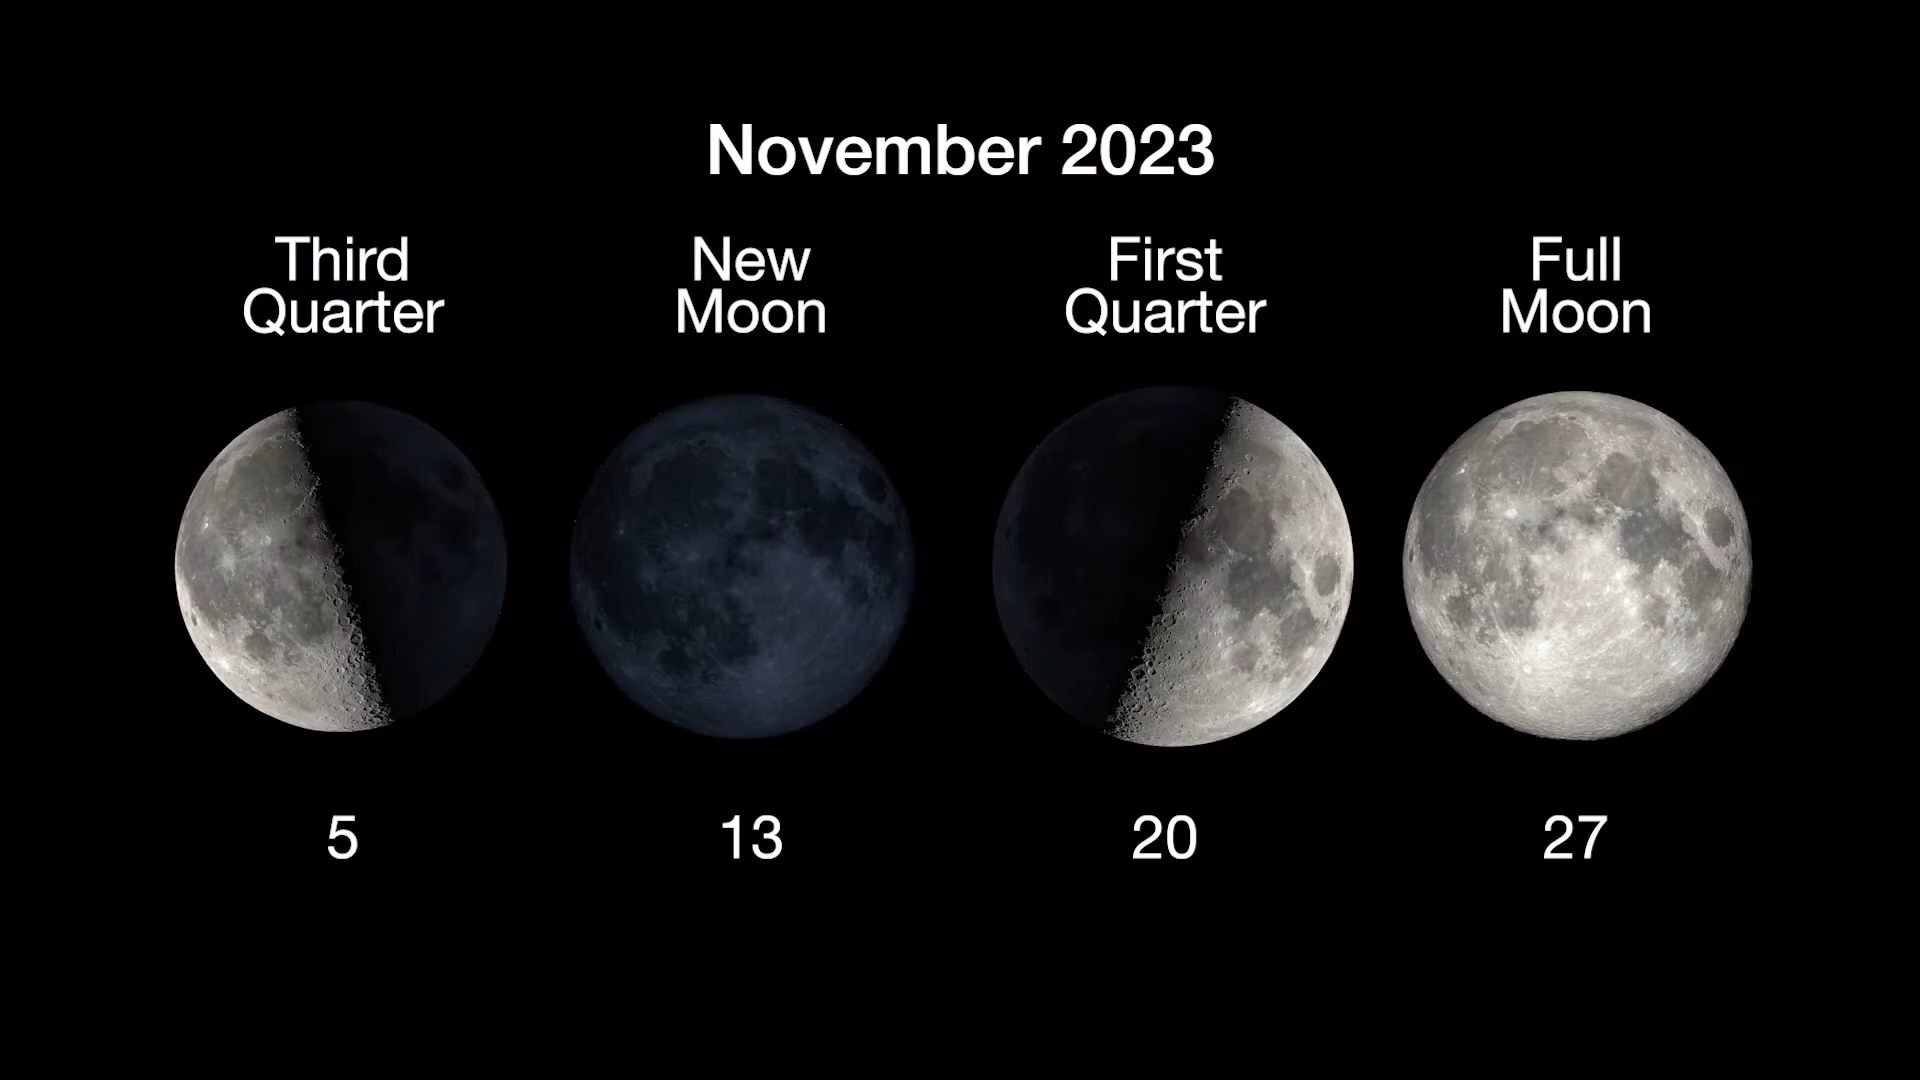 November 2023
Third
Quarter
New
Moon
First
Quarter
Full
Moon
5
13
20
27